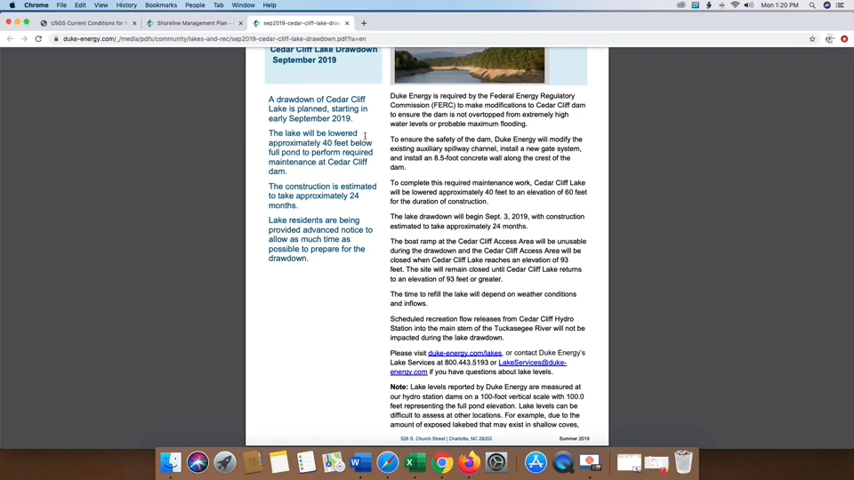 Chrome File Edit View History Bookmarks People Tab Window Help
Mon 1:20 PM
USGS Current Conditions for N
Shoreline Management Plan -
sep2019-cedar-cliff-lake-draw
duke-energy.com/_/media/pdfs/community/lakes-and-rec/sep2019-cedar-cliff-lake-drawdown.pdf?la=en
Cedar Cliff Lake Drawdown
September 2019
A drawdown of Cedar Cliff
Lake is planned, starting in
early September 2019.
The lake will be lowered
approximately 40 feet below
full pond to perform required
maintenance at Cedar Cliff
dam.
The construction is estimated
to take approximately 24
months.
Lake residents are being
provided advanced notice to
allow as much time as
possible to prepare for the
drawdown.
Duke Energy is required by the Federal Energy Regulatory
Commission (FERC) to make modifications to Cedar Cliff dam
to ensure the dam is not overtopped from extremely high
water levels or probable maximum flooding.
To ensure the safety of the dam, Duke Energy will modify the
existing auxiliary spillway channel, install a new gate system,
and install an 8.5-foot concrete wall along the crest of the
dam.
To complete this required maintenance work, Cedar Cliff Lake
will be lowered approximately 40 feet to an elevation of 60 feet
for the duration of construction.
The lake drawdown will begin Sept. 3, 2019, with construction
estimated to take approximately 24 months.
The boat ramp at the Cedar Cliff Access Area will be unusable
during the drawdown and the Cedar Cliff Access Area will be
closed when Cedar Cliff Lake reaches an elevation of 93
feet. The site will remain closed until Cedar Cliff Lake returns
to an elevation of 93 feet or greater.
The time to refill the lake will depend on weather conditions
and inflows.
Scheduled recreation flow releases from Cedar Cliff Hydro
Station into the main stem of the Tuckasegee River will not be
impacted during the lake drawdown.
Please visit duke-energy.com/lakes, or contact Duke Energy's
Lake Services at 800.443.5193 or LakeServices@duke-
energy.com if you have questions about lake levels.
Note: Lake levels reported by Duke Energy are measured at
our hydro station dams on a 100-foot vertical scale with 100.0
feet representing the full pond elevation. Lake levels can be
difficult to assess at other locations. For example, due to the
amount of exposed lakebed that may exist in shallow coves,
526 S. Church Street | Charlotte, NC 28202
Summer 2019